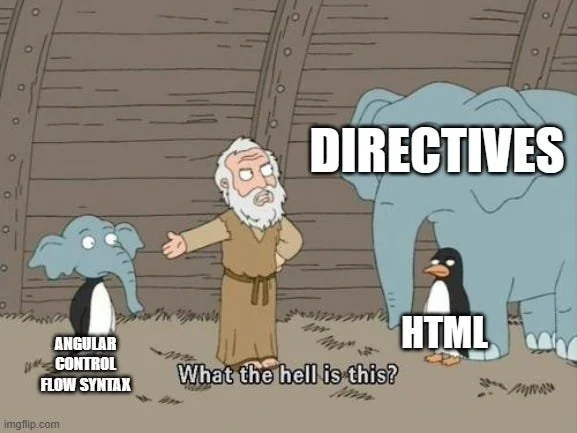 DIRECTIVES
HTML
ANGULAR
CONTROL
FLOW SYNTAX
What the hell is this?
imgflip.com